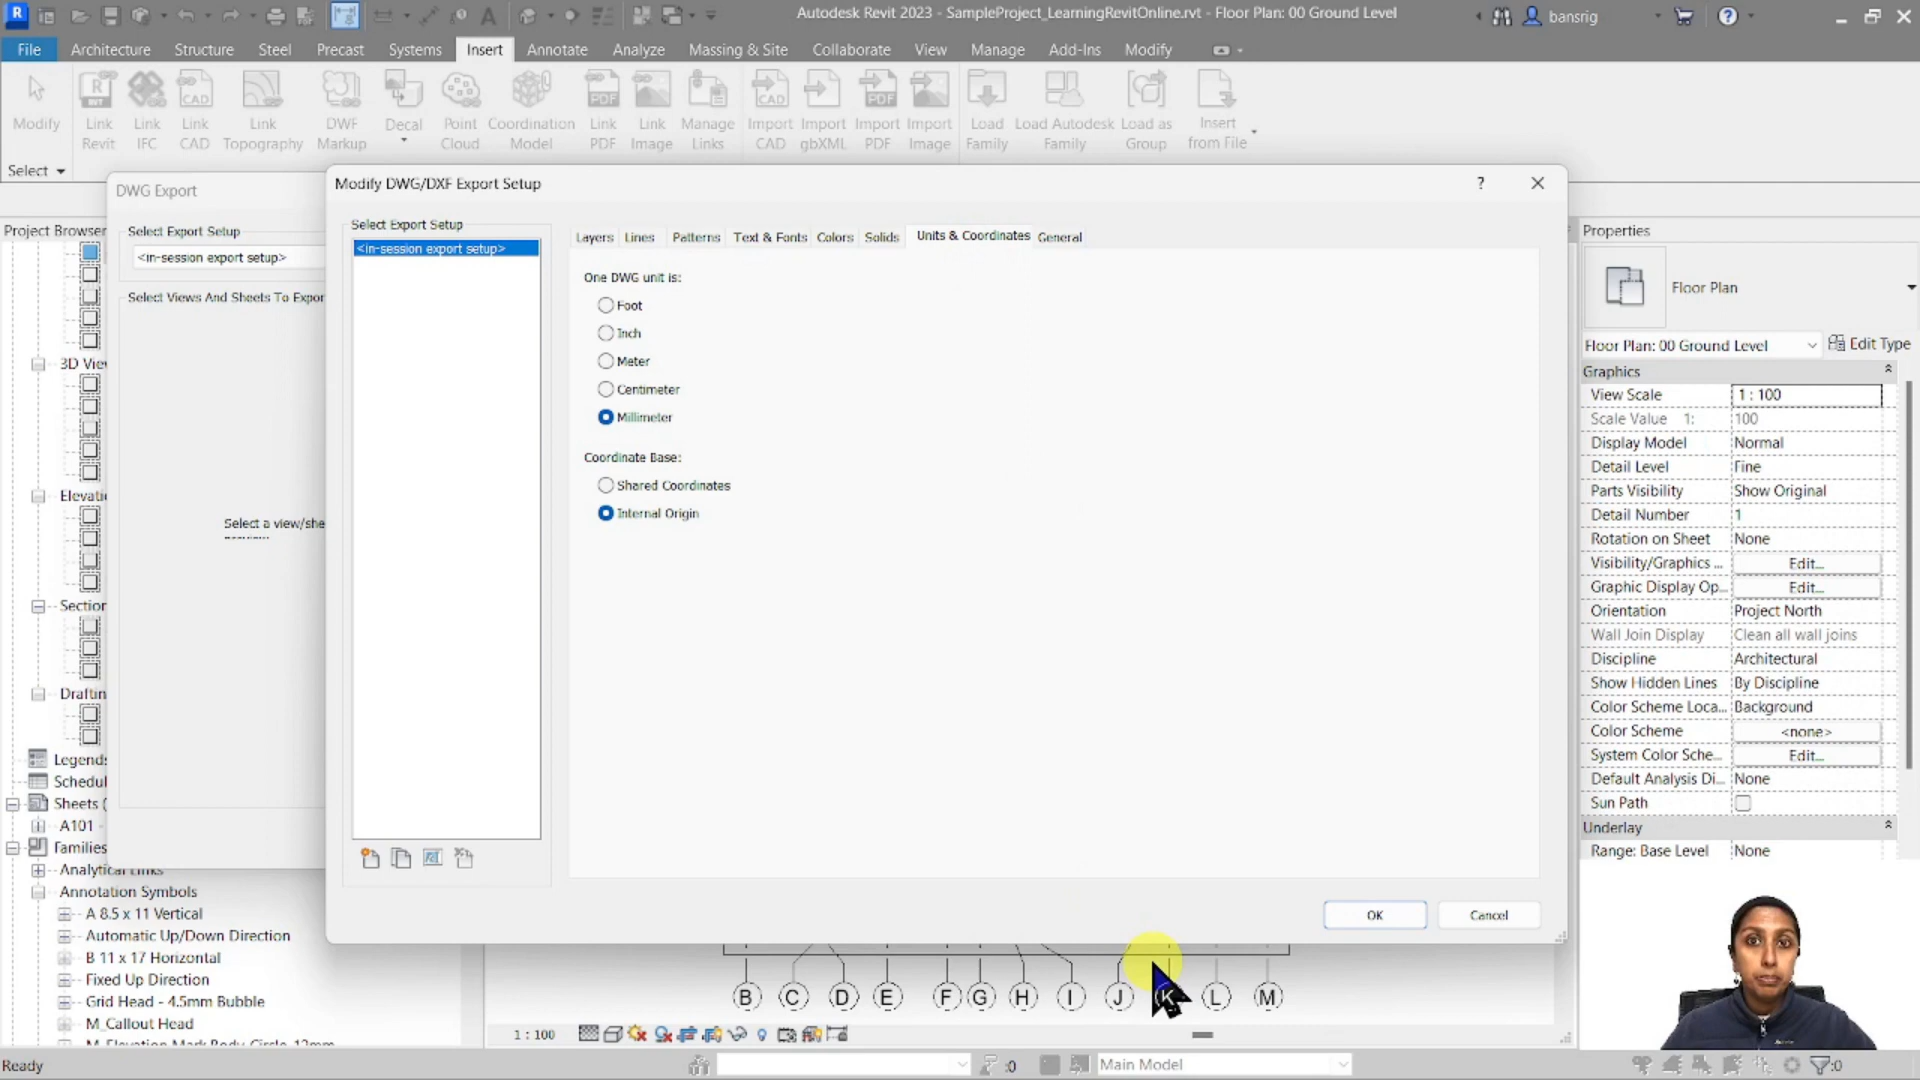 Autodesk Revit 2023 - SampleProject_LearningRevitOnline.rvt - Floor Plan: 00 Ground Level
bansrig
File Architecture Structure Steel Precast Systems Insert Annotate Analyze Massing & Site Collaborate View Manage Add-Ins Modify
Modify
Link Revit
Link IFC
Link CAD
Link Topography
DWF Markup
Decal
Point Cloud
Coordination Model
Link PDF
Link Image
Manage Links
Import CAD
Import gbXML
Import PDF
Import Image
Load Family
Load Autodesk Family
Load as Group
Insert from File
Select
DWG Export
Select Export Setup
<in-session export setup>
Select Views And Sheets To Expor
Select a view/she
Modify DWG/DXF Export Setup
Select Export Setup
<in-session export setup>
Layers Lines Patterns Text & Fonts Colors Solids Units & Coordinates General
One DWG unit is:
Foot
Inch
Meter
Centimeter
Millimeter
Coordinate Base:
Shared Coordinates
Internal Origin
OK Cancel
Project Browser
3D Vie
Elevati
Section
Draftin
Legends
Schedul
Sheets (
A101 -
Families
Analytical Links
Annotation Symbols
A 8.5 x 11 Vertical
Automatic Up/Down Direction
B 11 x 17 Horizontal
Fixed Up Direction
Grid Head - 4.5mm Bubble
M_Callout Head
M_Elevation Mark Body_Circle_12mm
B C D E F G H I J K L M
1 : 100
Properties
Floor Plan
Floor Plan: 00 Ground Level Edit Type
Graphics
View Scale 1 : 100
Scale Value 1: 100
Display Model Normal
Detail Level Fine
Parts Visibility Show Original
Detail Number 1
Rotation on Sheet None
Visibility/Graphics ... Edit...
Graphic Display Op... Edit...
Orientation Project North
Wall Join Display Clean all wall joins
Discipline Architectural
Show Hidden Lines By Discipline
Color Scheme Loca... Background
Color Scheme <none>
System Color Sche... Edit...
Default Analysis Di... None
Sun Path
Underlay
Range: Base Level None
Ready
:0
Main Model
:0